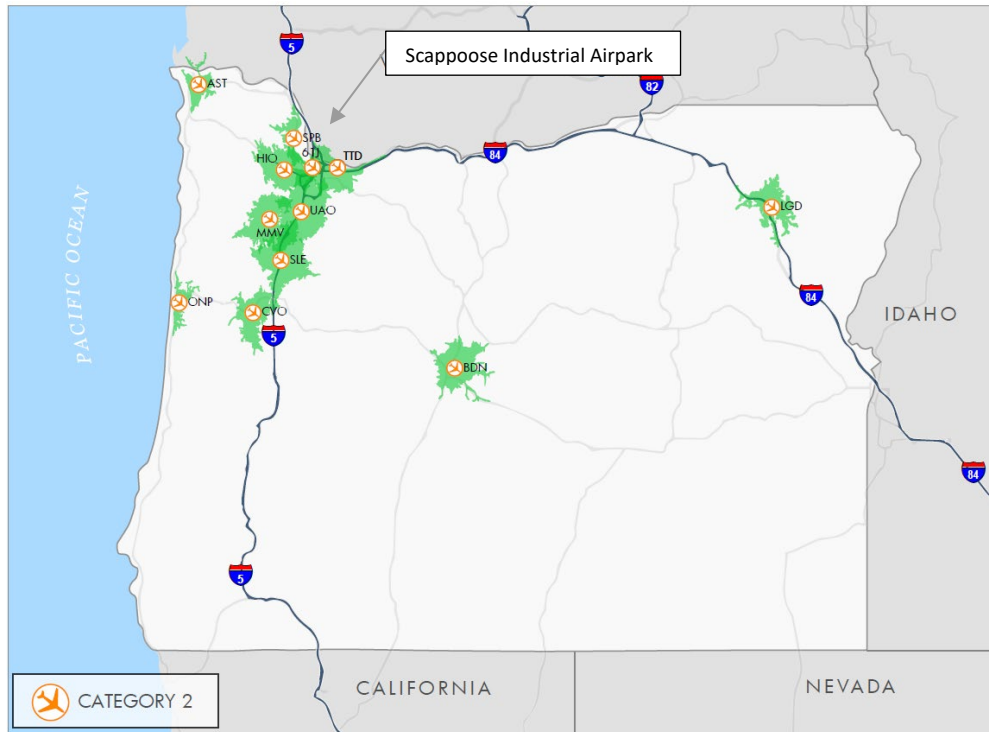 5
Scappoose Industrial Airpark
82
AST
SPB
6TJ
HIO
TTD
84
84
UAO
MMV
SLE
LGD
ONP
CVO
5
84
IDAHO
PACIFIC OCEAN
BDN
84
5
CATEGORY 2
CALIFORNIA
NEVADA